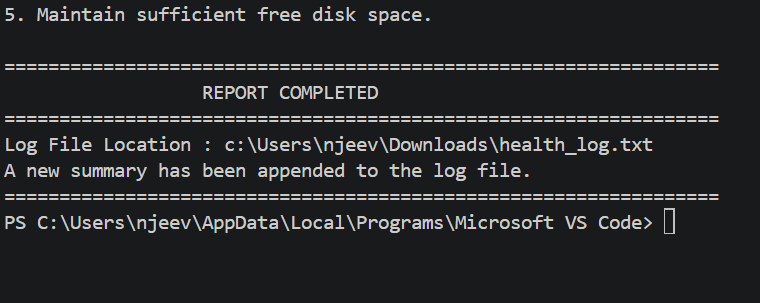 5. Maintain sufficient free disk space.
=================================================================
REPORT COMPLETED
=================================================================
Log File Location : c:\Users\njeev\Downloads\health_log.txt
A new summary has been appended to the log file.
=================================================================
PS C:\Users\njeev\AppData\Local\Programs\Microsoft VS Code>